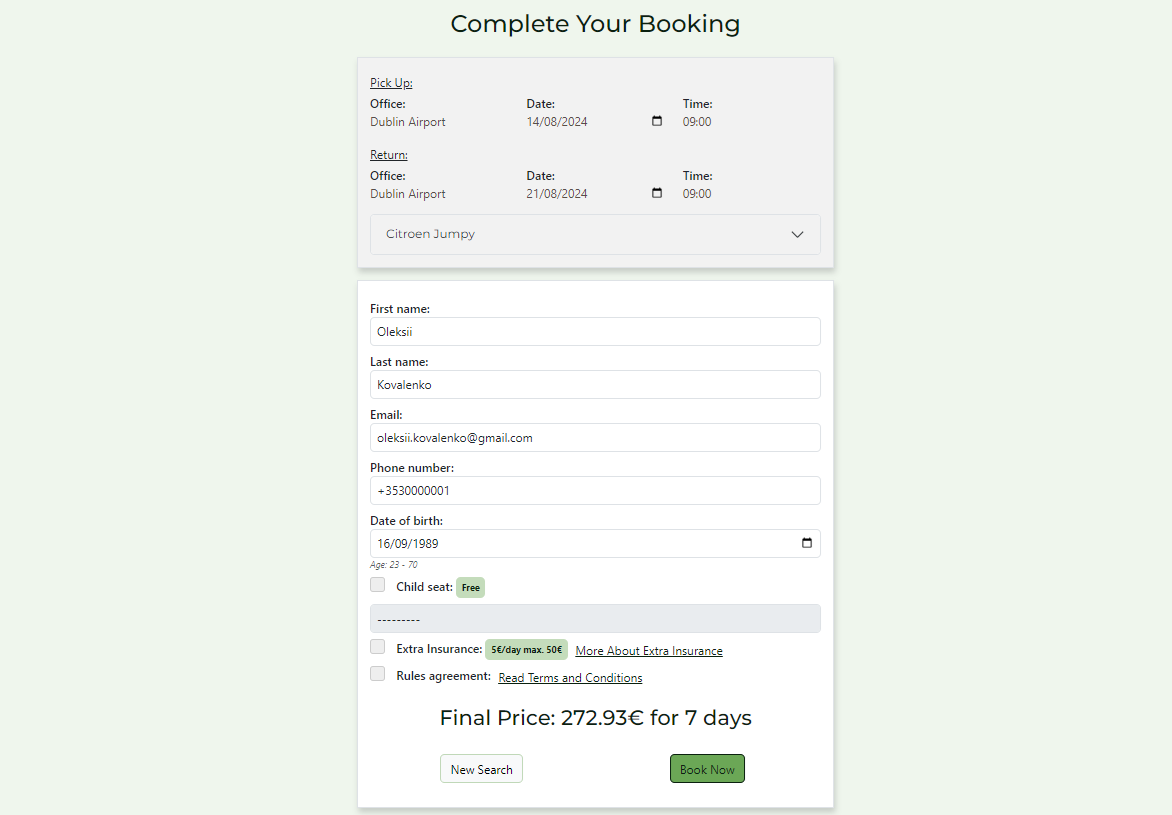 Complete Your Booking
Pick Up:
Office: Date: Time:
Dublin Airport 14/08/2024 09:00
Return:
Office: Date: Time:
Dublin Airport 21/08/2024 09:00
Citroen Jumpy
First name:
Oleksii
Last name:
Kovalenko
Email:
oleksii.kovalenko@gmail.com
Phone number:
+3530000001
Date of birth:
16/09/1989
Age: 23 - 70
Child seat: Free
---------
Extra Insurance: 5€/day max. 50€ More About Extra Insurance
Rules agreement: Read Terms and Conditions
Final Price: 272.93€ for 7 days
New Search Book Now